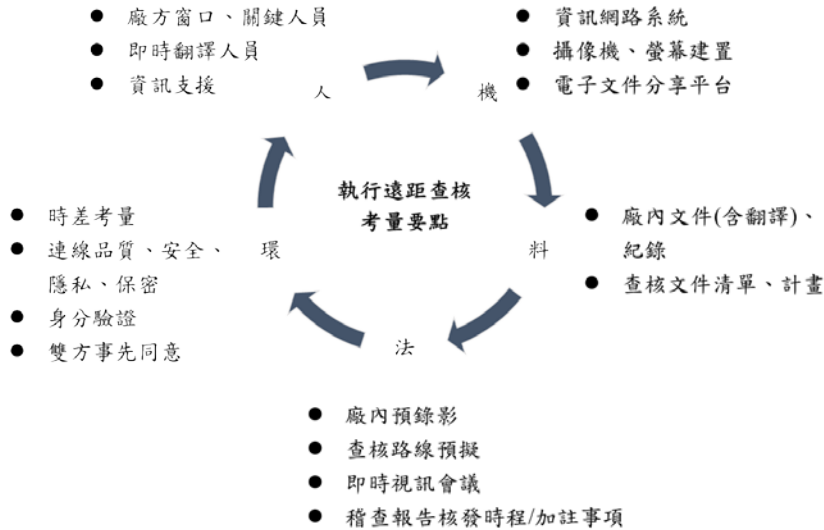 ● 廠方窗口、關鍵人員
● 即時翻譯人員
● 資訊支援
人
● 資訊網路系統
● 攝像機、螢幕建置
● 電子文件分享平台
機
執行遠距查核
考量要點
● 廠內文件(含翻譯)、
紀錄
● 查核文件清單、計畫
料
● 時差考量
● 連線品質、安全、
隱私、保密
● 身分驗證
● 雙方事先同意
環
法
● 廠內預錄影
● 查核路線預擬
● 即時視訊會議
● 稽查報告核發時程/加註事項